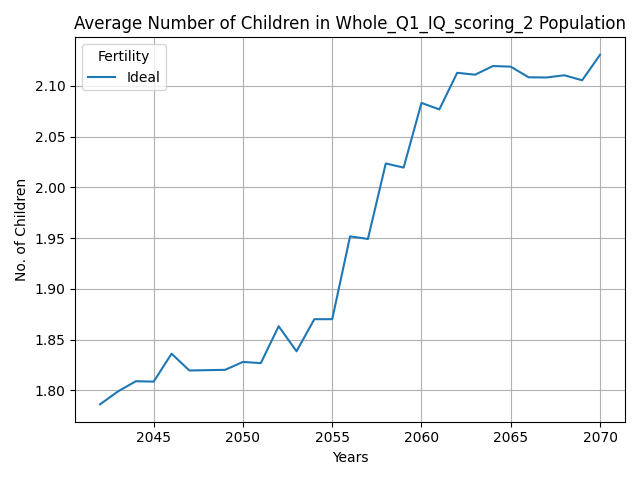 Average Number of Children in Whole_Q1_IQ_scoring_2 Population
Fertility
Ideal
2.10
2.05
2.00
1.95
1.90
1.85
1.80
No. of Children
2045 2050 2055 2060 2065 2070
Years